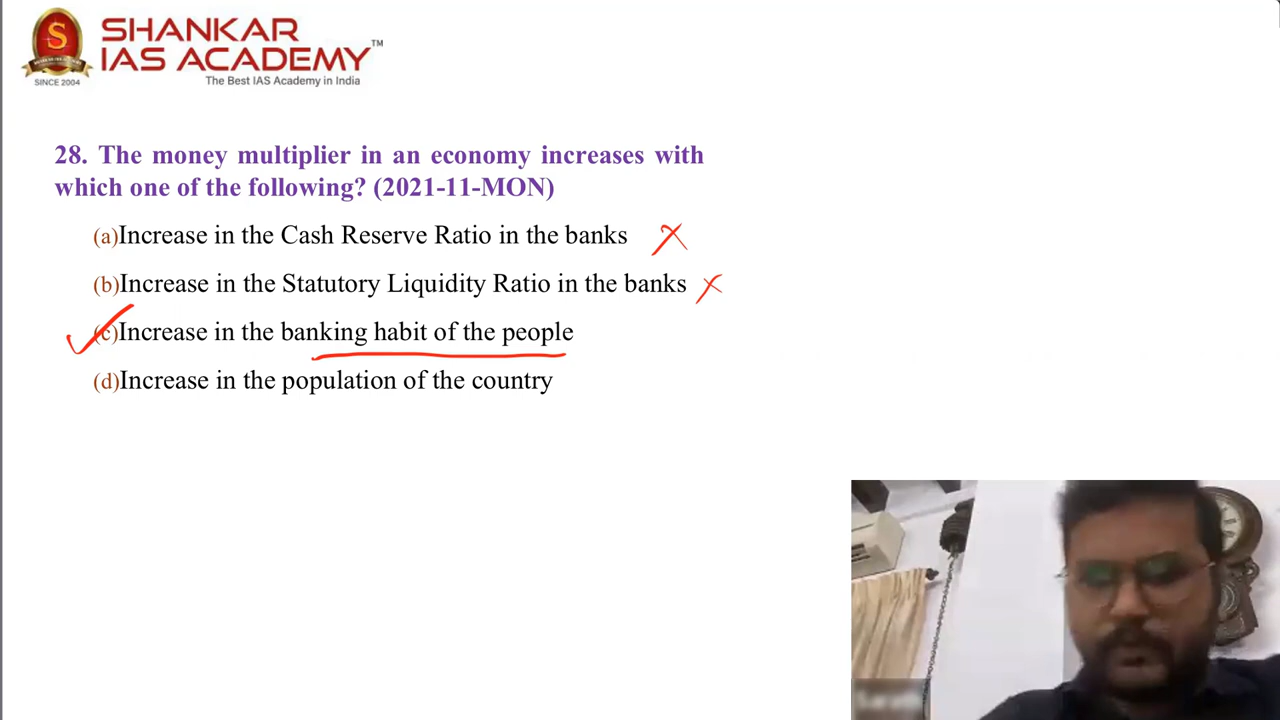 SHANKAR
IAS ACADEMY™
The Best IAS Academy in India
SINCE 2004
28. The money multiplier in an economy increases with
which one of the following? (2021-11-MON)
(a)Increase in the Cash Reserve Ratio in the banks
(b)Increase in the Statutory Liquidity Ratio in the banks
(c)Increase in the banking habit of the people
(d)Increase in the population of the country